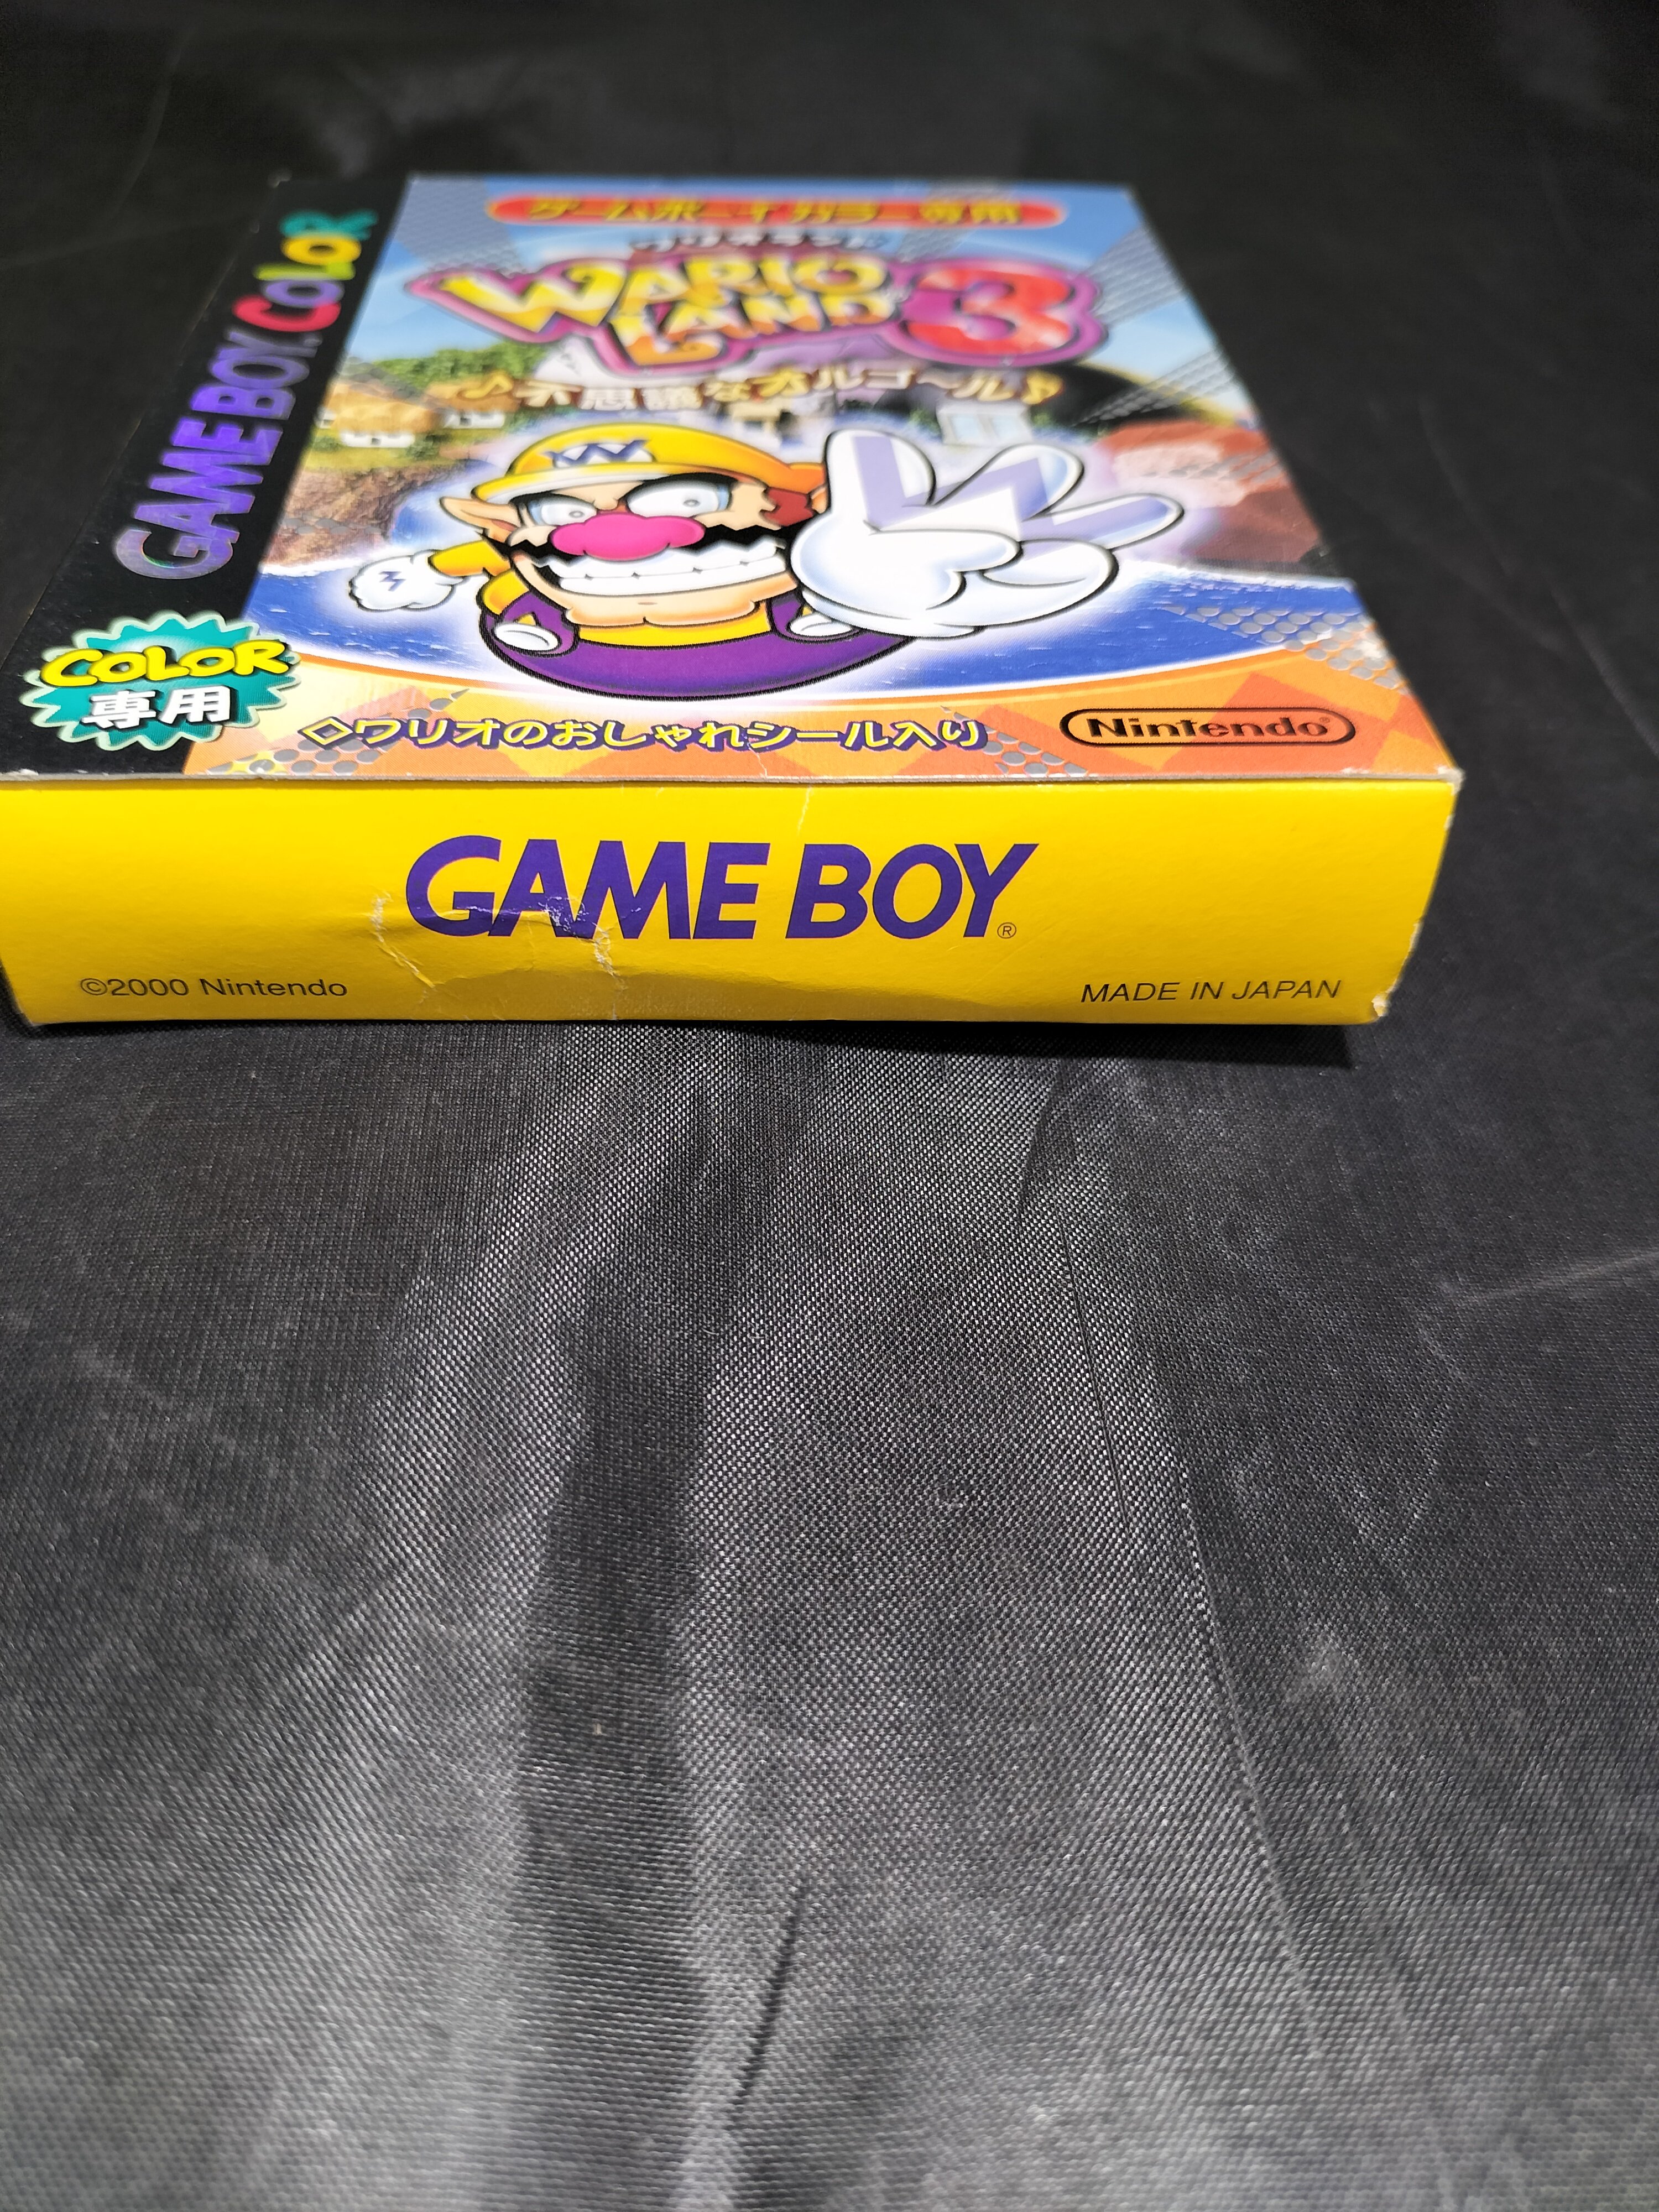 ゲームボーイカラー専用
ワリオランド
WARIO
LAND 3
♪不思議なオルゴール♪
GAME BOY COLOR
W
COLOR
専用
◇ワリオのおしゃれシール入り
Nintendo®
GAME BOY®
©2000 Nintendo
MADE IN JAPAN